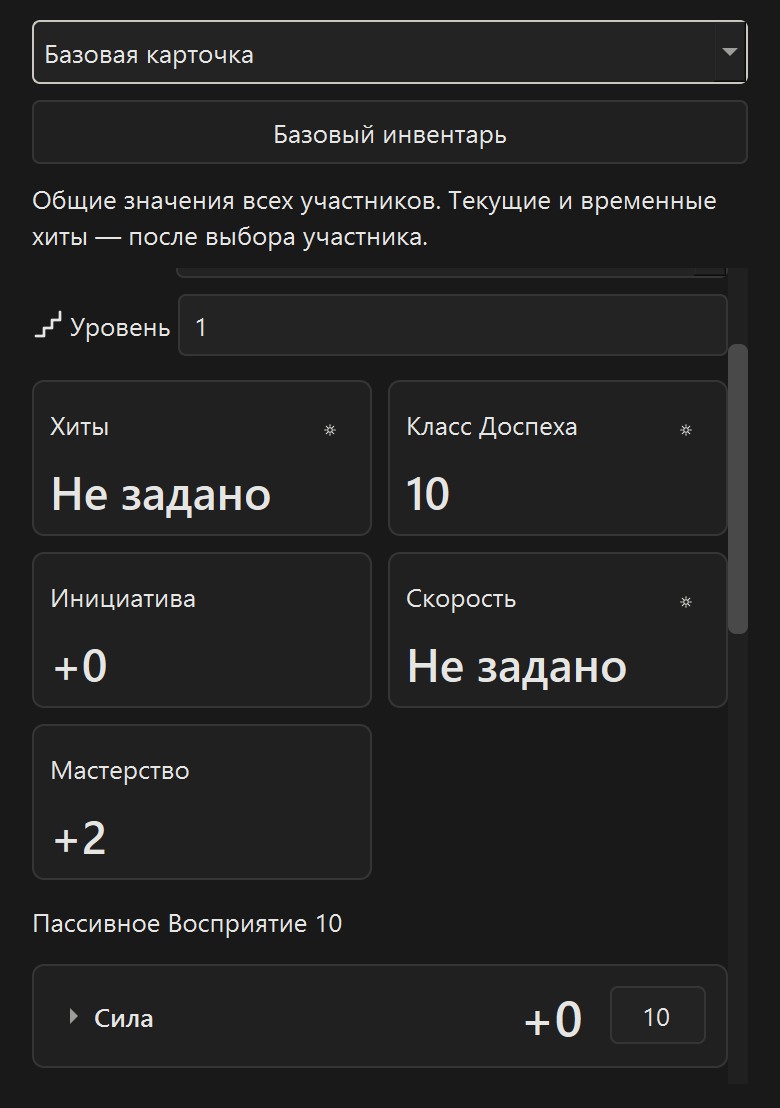 Базовая карточка
Базовый инвентарь
Общие значения всех участников. Текущие и временные
хиты — после выбора участника.
Уровень 1
Хиты
Класс Доспеха
Не задано
10
Инициатива
Скорость
+0
Не задано
Мастерство
+2
Пассивное Восприятие 10
Сила +0 10